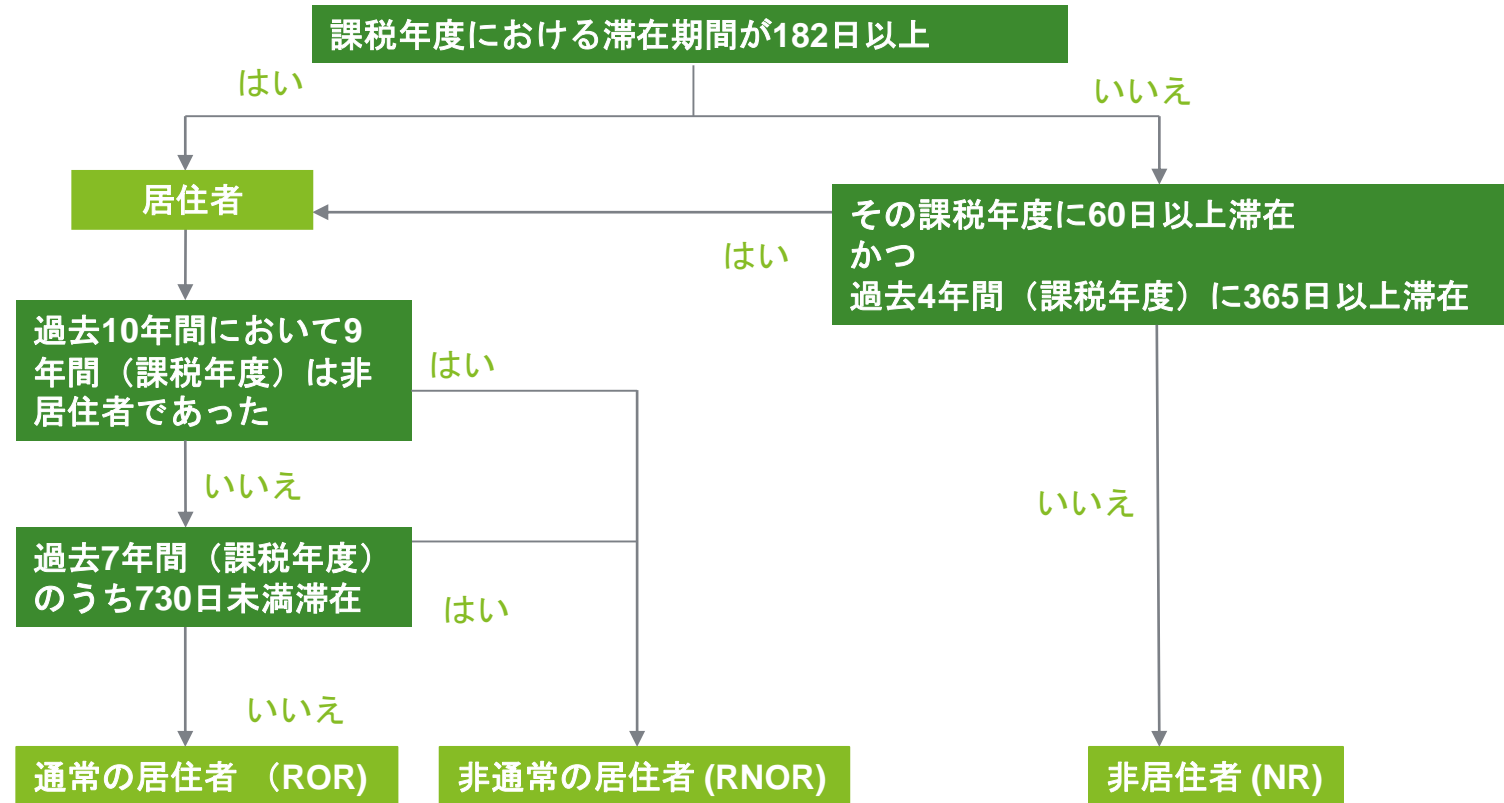 課税年度における滞在期間が182日以上
はい
いいえ
居住者
その課税年度に60日以上滞在
かつ
過去4年間（課税年度）に365日以上滞在
はい
過去10年間において9
年間（課税年度）は非
居住者であった
はい
いいえ
いいえ
過去7年間（課税年度）
のうち730日未満滞在
はい
いいえ
通常の居住者 （ROR)
非通常の居住者 (RNOR)
非居住者 (NR)